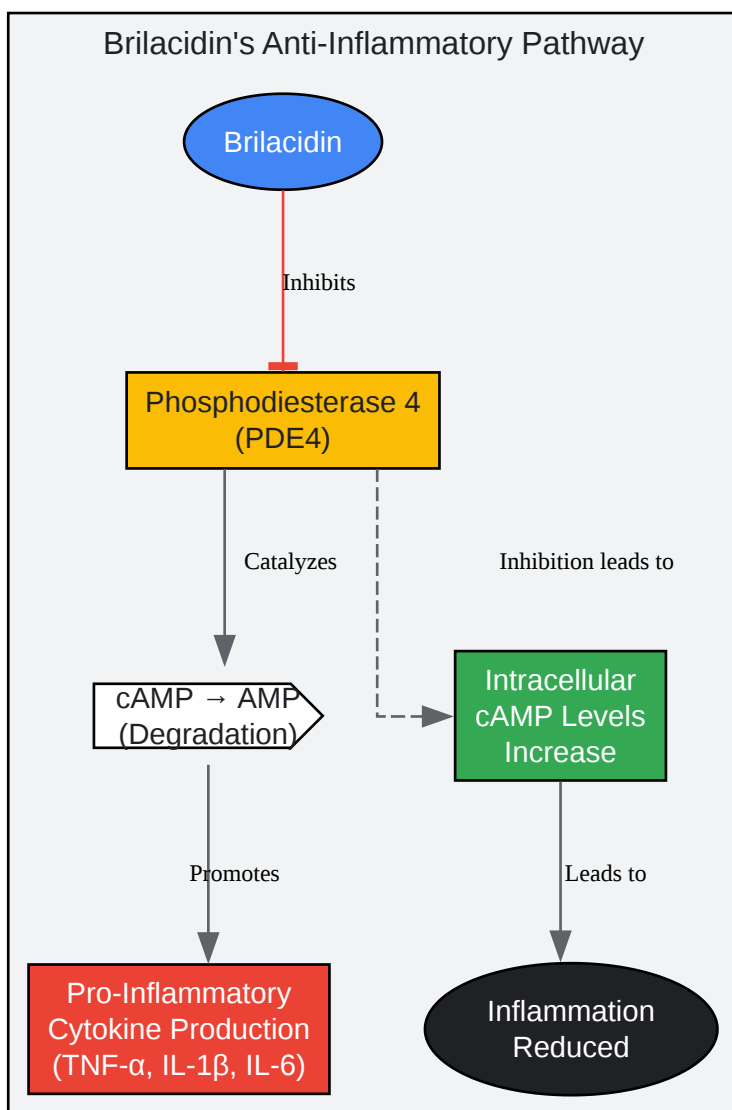 Brilacidin's Anti-Inflammatory Pathway
Brilacidin
Inhibits
Phosphodiesterase 4
(PDE4)
Catalyzes
Inhibition leads to
cAMP → AMP
(Degradation)
Intracellular
cAMP Levels
Increase
Promotes
Leads to
Pro-Inflammatory
Cytokine Production
(TNF-α, IL-1β, IL-6)
Inflammation
Reduced